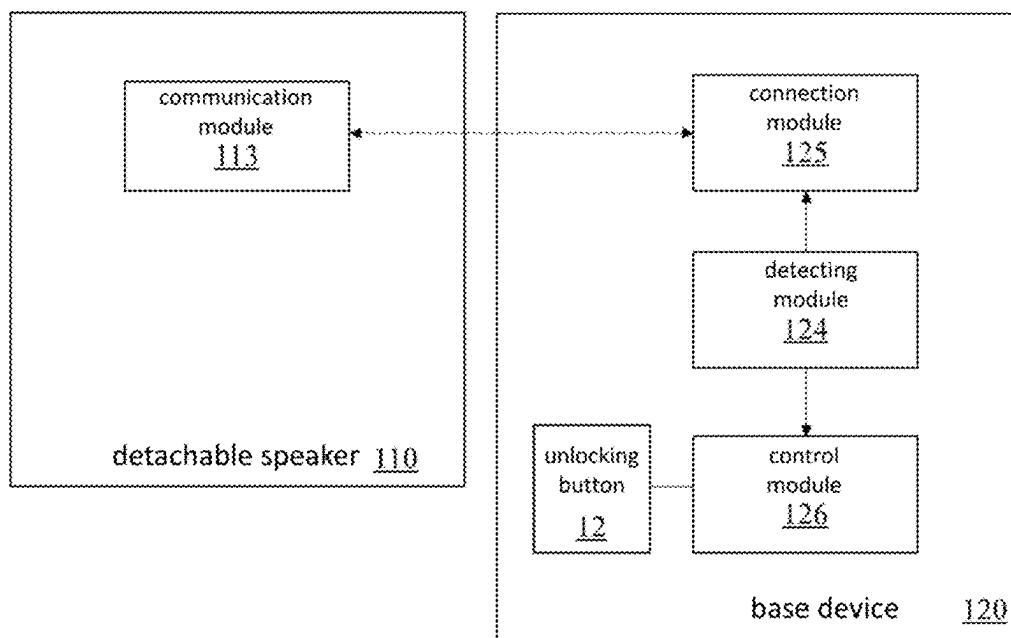 communication
module
113
detachable speaker 110
connection
module
125
detecting
module
124
unlocking
button
12
control
module
126
base device 120